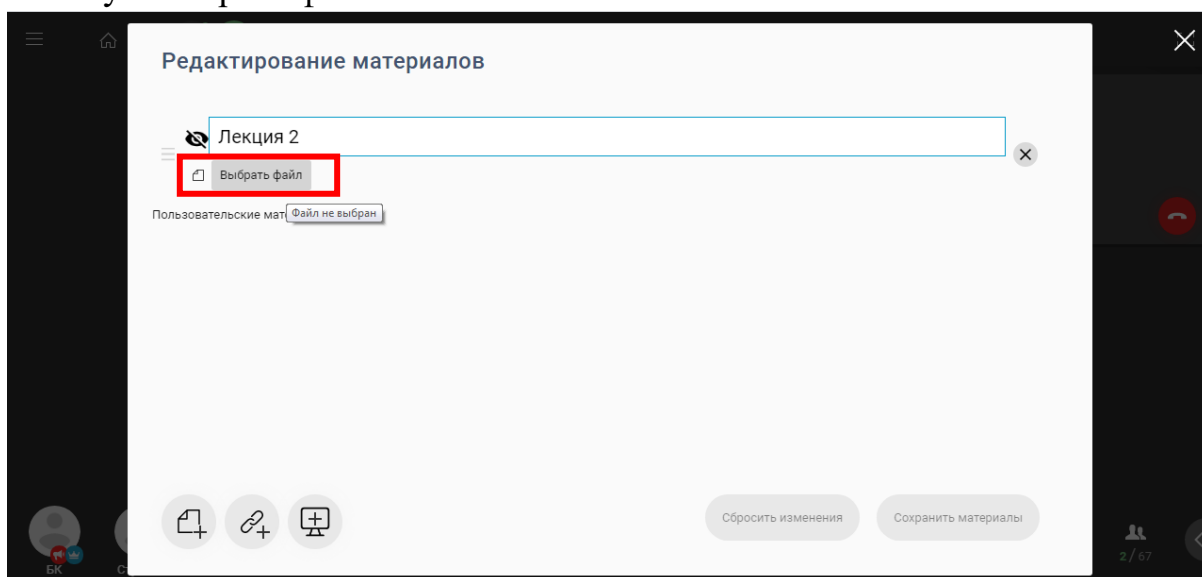 Редактирование материалов
Лекция 2
Выбрать файл
Пользовательские мат
Файл не выбран
Сбросить изменения
Сохранить материалы
БК
2/67